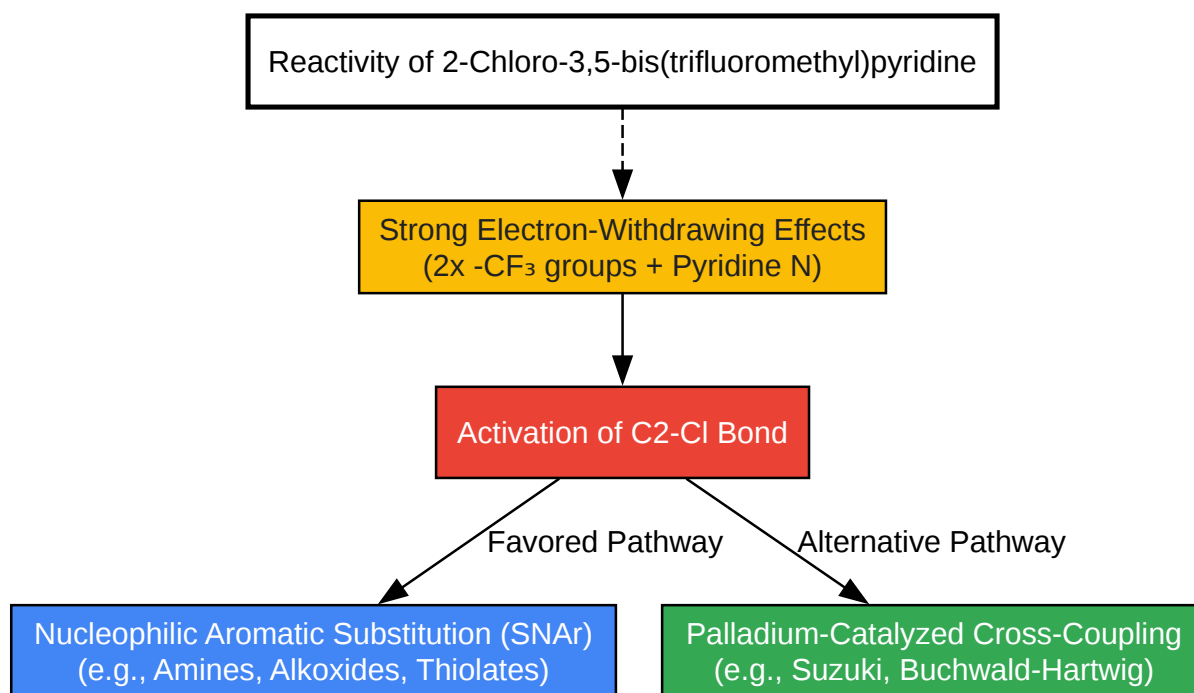 Reactivity of 2-Chloro-3,5-bis(trifluoromethyl)pyridine
Strong Electron-Withdrawing Effects
(2x -CF₃ groups + Pyridine N)
Activation of C2-Cl Bond
Favored Pathway
Alternative Pathway
Nucleophilic Aromatic Substitution (SNAr)
(e.g., Amines, Alkoxides, Thiolates)
Palladium-Catalyzed Cross-Coupling
(e.g., Suzuki, Buchwald-Hartwig)